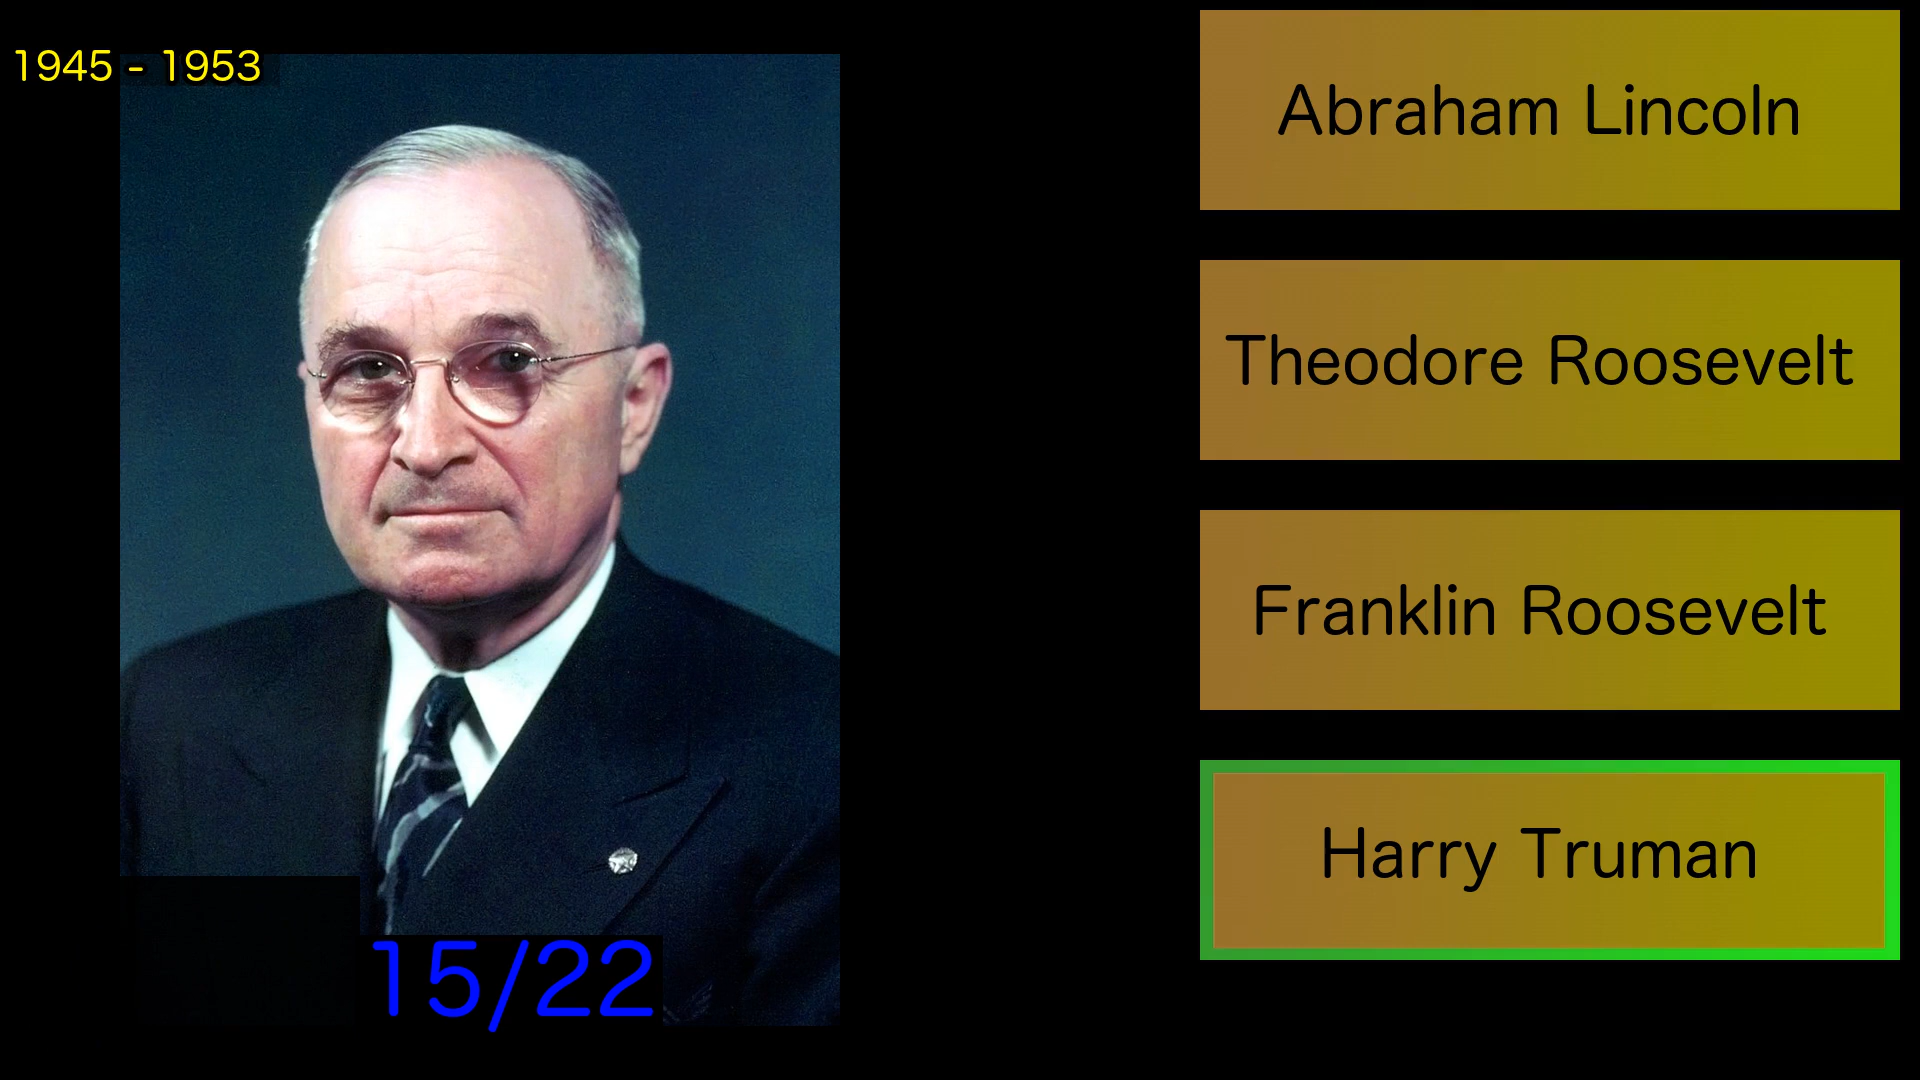 1945 - 1953
Abraham Lincoln
Theodore Roosevelt
Franklin Roosevelt
Harry Truman
15/22